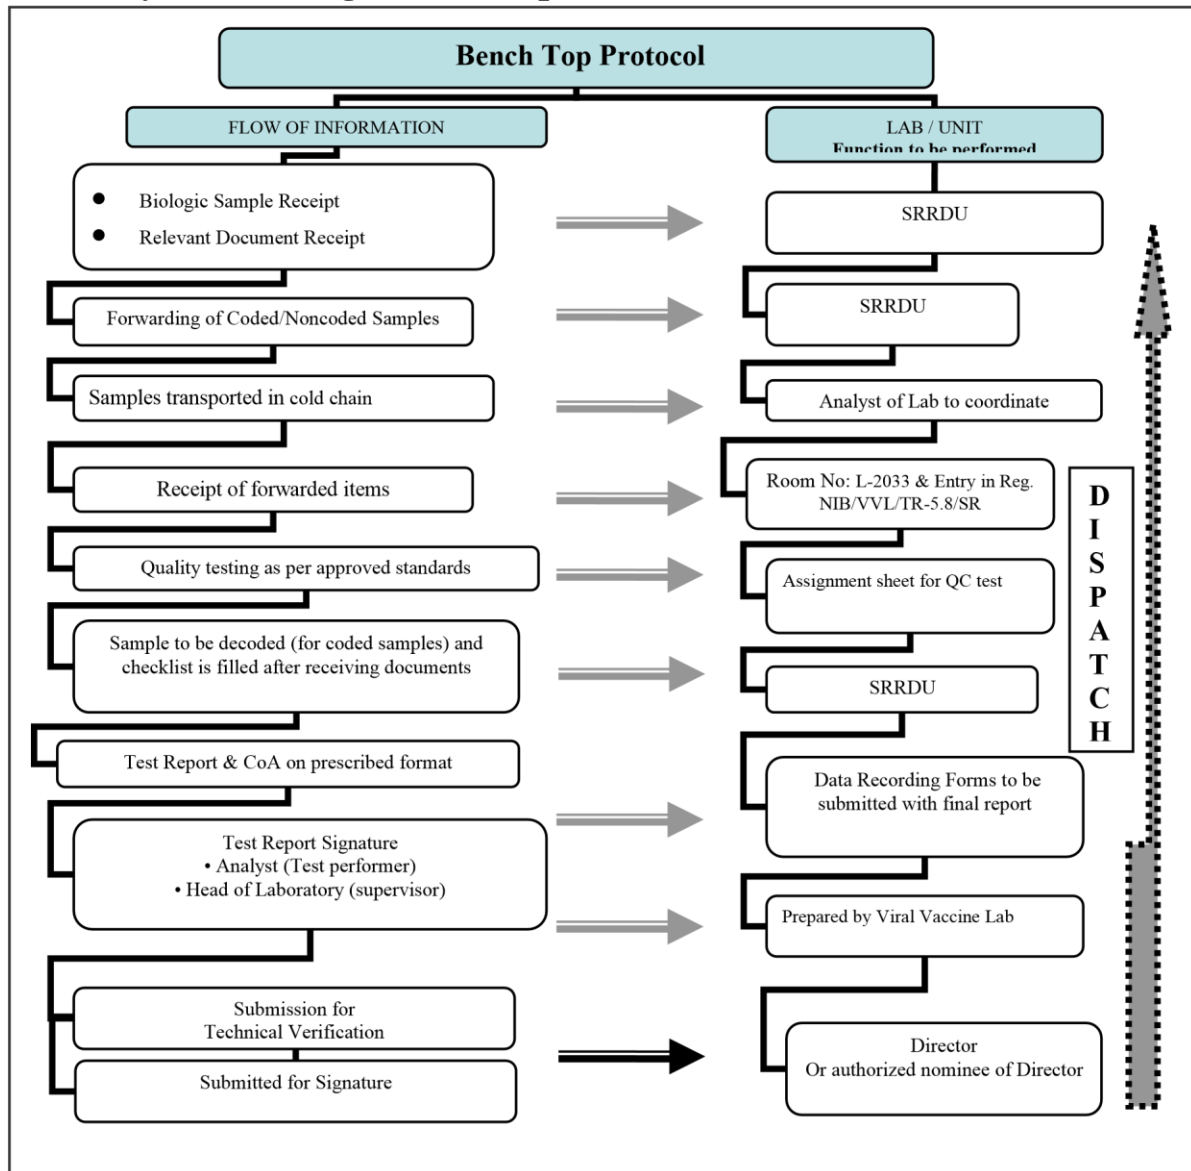 Bench Top Protocol
FLOW OF INFORMATION
LAB / UNIT
Function to be performed
● Biologic Sample Receipt
● Relevant Document Receipt
SRRDU
Forwarding of Coded/Noncoded Samples
SRRDU
Samples transported in cold chain
Analyst of Lab to coordinate
Receipt of forwarded items
Room No: L-2033 & Entry in Reg.
NIB/VVL/TR-5.8/SR
Quality testing as per approved standards
Assignment sheet for QC test
Sample to be decoded (for coded samples) and
checklist is filled after receiving documents
SRRDU
Test Report & CoA on prescribed format
Data Recording Forms to be
submitted with final report
Test Report Signature
• Analyst (Test performer)
• Head of Laboratory (supervisor)
Prepared by Viral Vaccine Lab
Submission for
Technical Verification
Submitted for Signature
Director
Or authorized nominee of Director
D
I
S
P
A
T
C
H